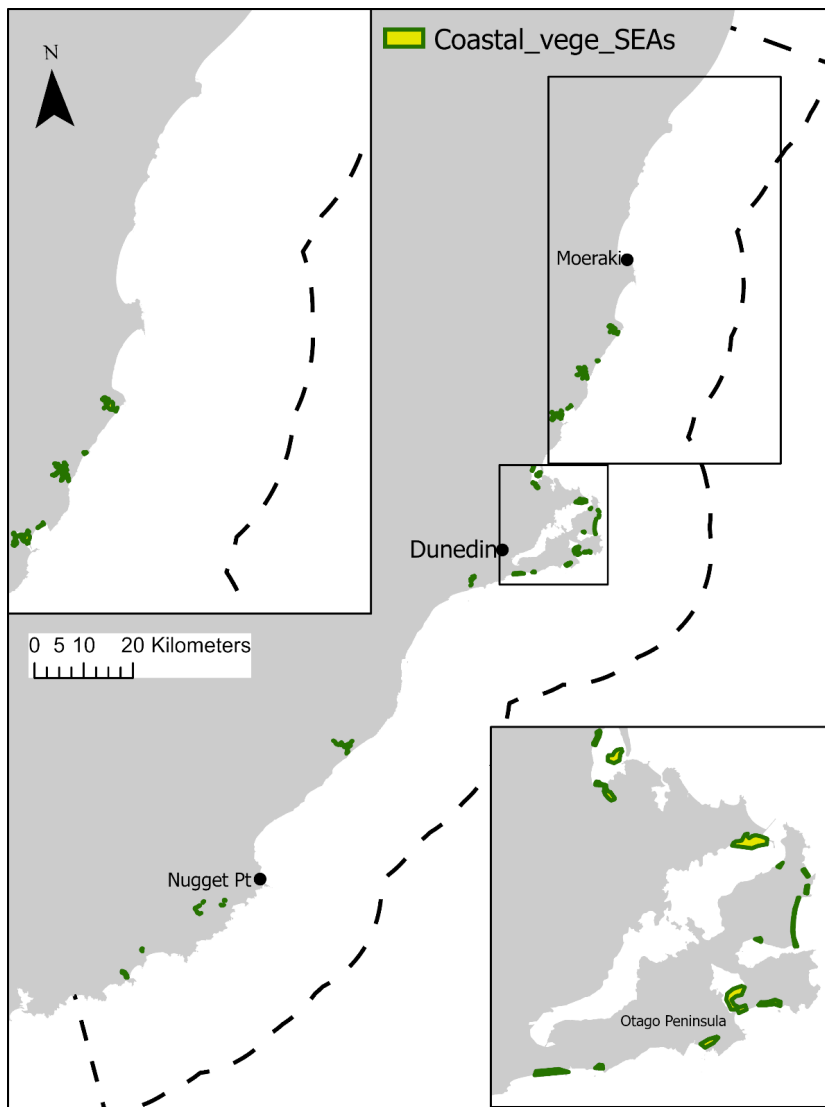 N
Coastal_vege_SEAs
Moeraki
Dunedin
0 5 10 20 Kilometers
Nugget Pt
Otago Peninsula